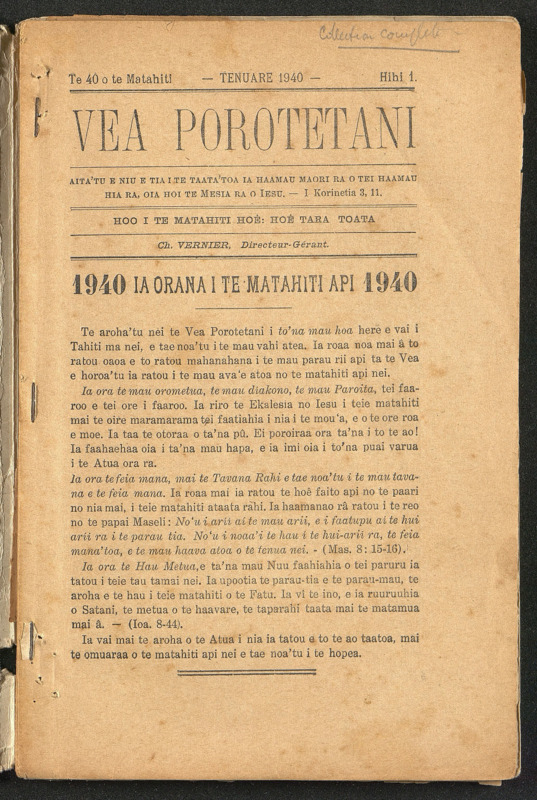 Collection complète
Te 40 o te Matahiti — TENUARE 1940 — Hihi 1.
VEA POROTETANI
AITA'TU E NIU E TIA I TE TAATA'TOA IA HAAMAU MAORI RA O TEI HAAMAU
HIA RA, OIA HOI TE MESIA RA O IESU. — I Korinetia 3, 11.
HOO I TE MATAHITI HOÉ: HOÉ TARA TOATA
Ch. VERNIER, Directeur-Gérant.
1940 IA ORANA I TE MATAHITI API 1940
Te aroha'tu nei te Vea Porotetani i to'na mau hoa here e vai i
Tahiti ma nei, e tae noa'tu i te mau vahi atea. Ia roaa noa mai â to
ratou oaoa e to ratou mahanahana i te mau parau rii api ta te Vea
e horoa'tu ia ratou i te mau ava'e atoa no te matahiti api nei.
Ia ora te mau orometua, te mau diakono, te mau Paroita, tei faa-
roo e tei ore i faaroo. Ia riro te Ekalesia no Iesu i teie matahiti
mai te oire maramarama tei faatiahia i nia i te mou'a, e o te ore roa
e moe. Ia taa te otoraa o ta'na pû. Ei poroiraa ora ta'na i to te ao!
Ia faahaehaa oia i ta'na mau hapa, e ia imi oia i to'na puai varua
i te Atua ora ra.
Ia ora te feia mana, mai te Tavana Rahi e tae noa'tu i te mau tava-
na e te feia mana. Ia roaa mai ia ratou te hoê faito api no te paari
no nia mai, i teie matahiti ataata rahi. Ia haamanao râ ratou i te reo
no te papai Maseli: No'u i arii ai te mau arii, e i faatupu ai te hui
arii ra i te parau tia. No'u i noaa'i te hau i te hui-arii ra, te feia
mana'toa, e te mau haava atoa o te tenua nei. - (Mas. 8: 15-16).
Ia ora te Hau Metua, e ta'na mau Nuu faahiahia o tei paruru ia
tatou i teie tau tamai nei. Ia upootia te parau-tia e te parau-mau, te
aroha e te hau i teie matahiti o te Fatu. Ia vi te ino, e ia ruuruuhia
o Satani, te metua o te haavare, te taparahi taata mai te matamua
mai â. — (Ioa. 8-44).
Ia vai mai te aroha o te Atua i nia ia tatou e to te ao taatoa, mai
te omuaraa o te matahiti api nei e tae noa'tu i te hopea.